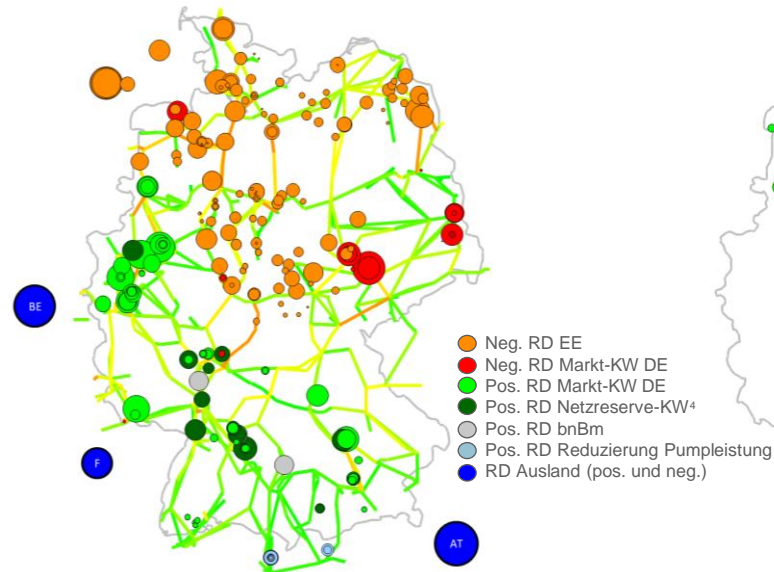 BE
F
AT
Neg. RD EE
Neg. RD Markt-KW DE
Pos. RD Markt-KW DE
Pos. RD Netzreserve-KW⁴
Pos. RD bnBm
Pos. RD Reduzierung Pumpleistung
RD Ausland (pos. und neg.)